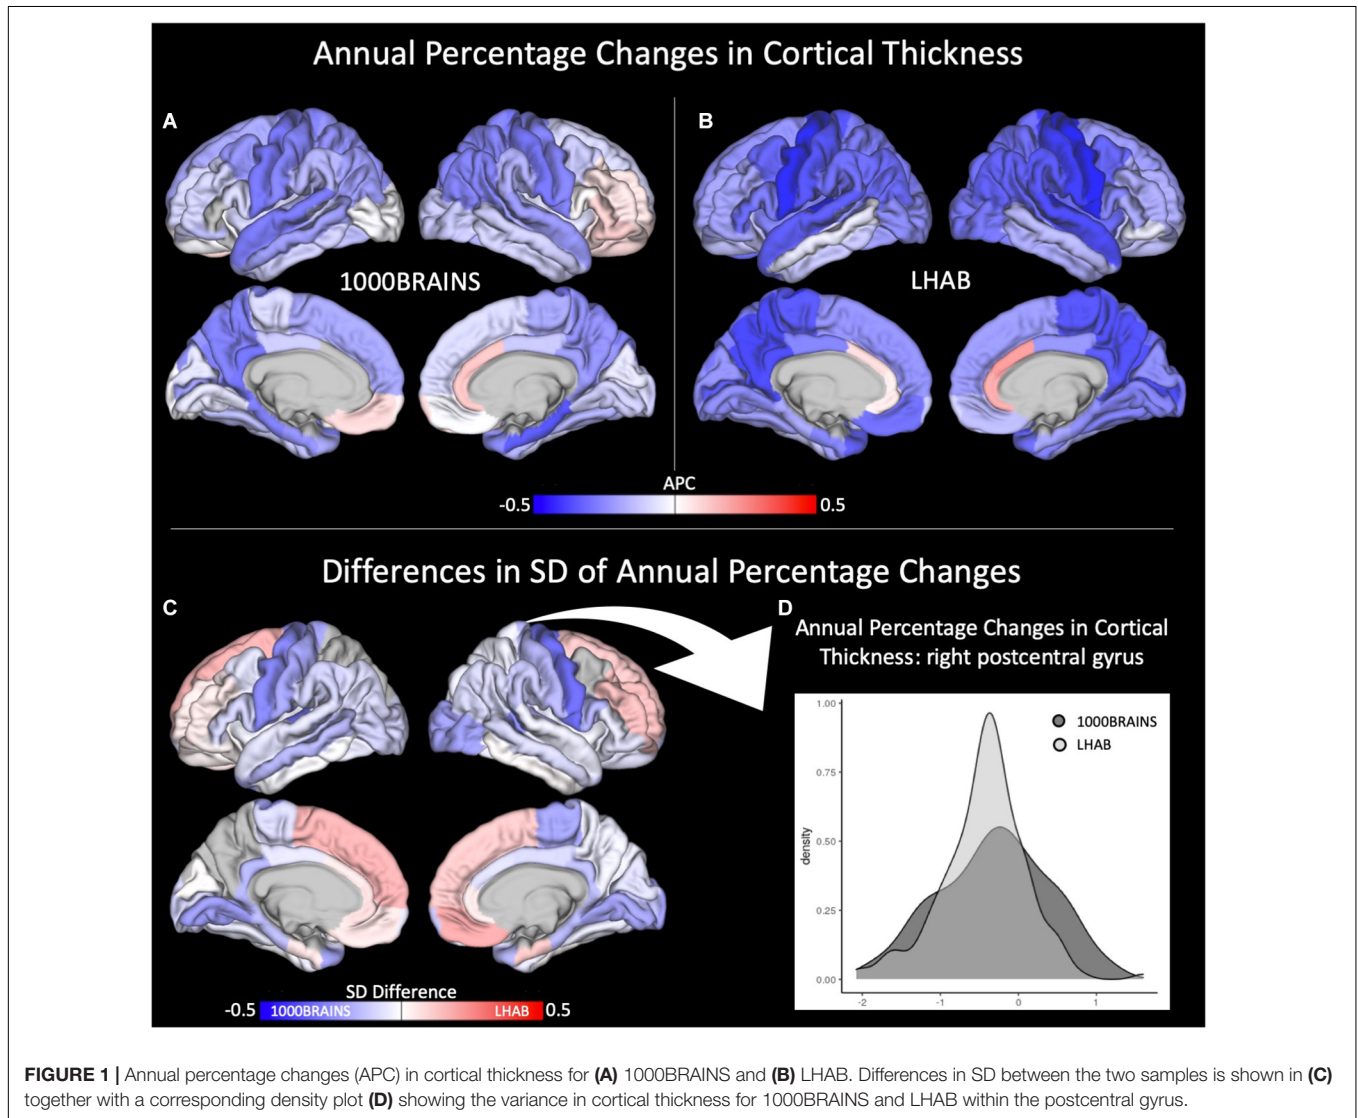 Annual Percentage Changes in Cortical Thickness
A
B
1000BRAINS
LHAB
APC
-0.5
0.5
Differences in SD of Annual Percentage Changes
C
D
Annual Percentage Changes in Cortical
Thickness: right postcentral gyrus
1.00
0.75
0.50
0.25
0.00
density
1000BRAINS
LHAB
-2
-1
0
1
SD Difference
-0.5
1000BRAINS
LHAB
0.5
FIGURE 1 | Annual percentage changes (APC) in cortical thickness for (A) 1000BRAINS and (B) LHAB. Differences in SD between the two samples is shown in (C)
together with a corresponding density plot (D) showing the variance in cortical thickness for 1000BRAINS and LHAB within the postcentral gyrus.